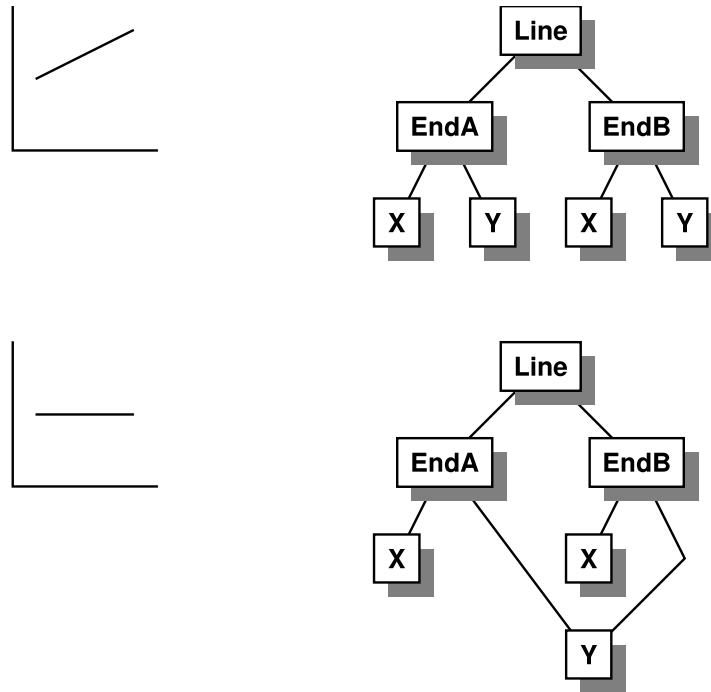 Line
EndA EndB
X Y X Y
Line
EndA EndB
X X
Y